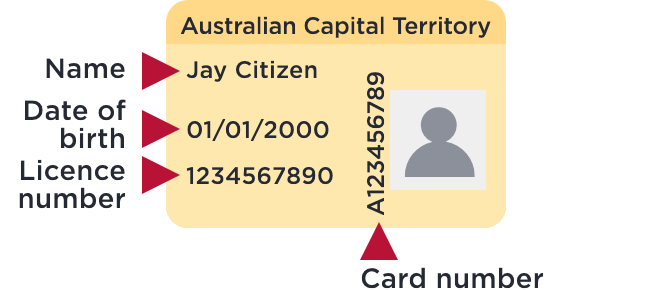 Australian Capital Territory
Name
Jay Citizen
Date of
birth
01/01/2000
Licence
number
1234567890
A123456789
Card number